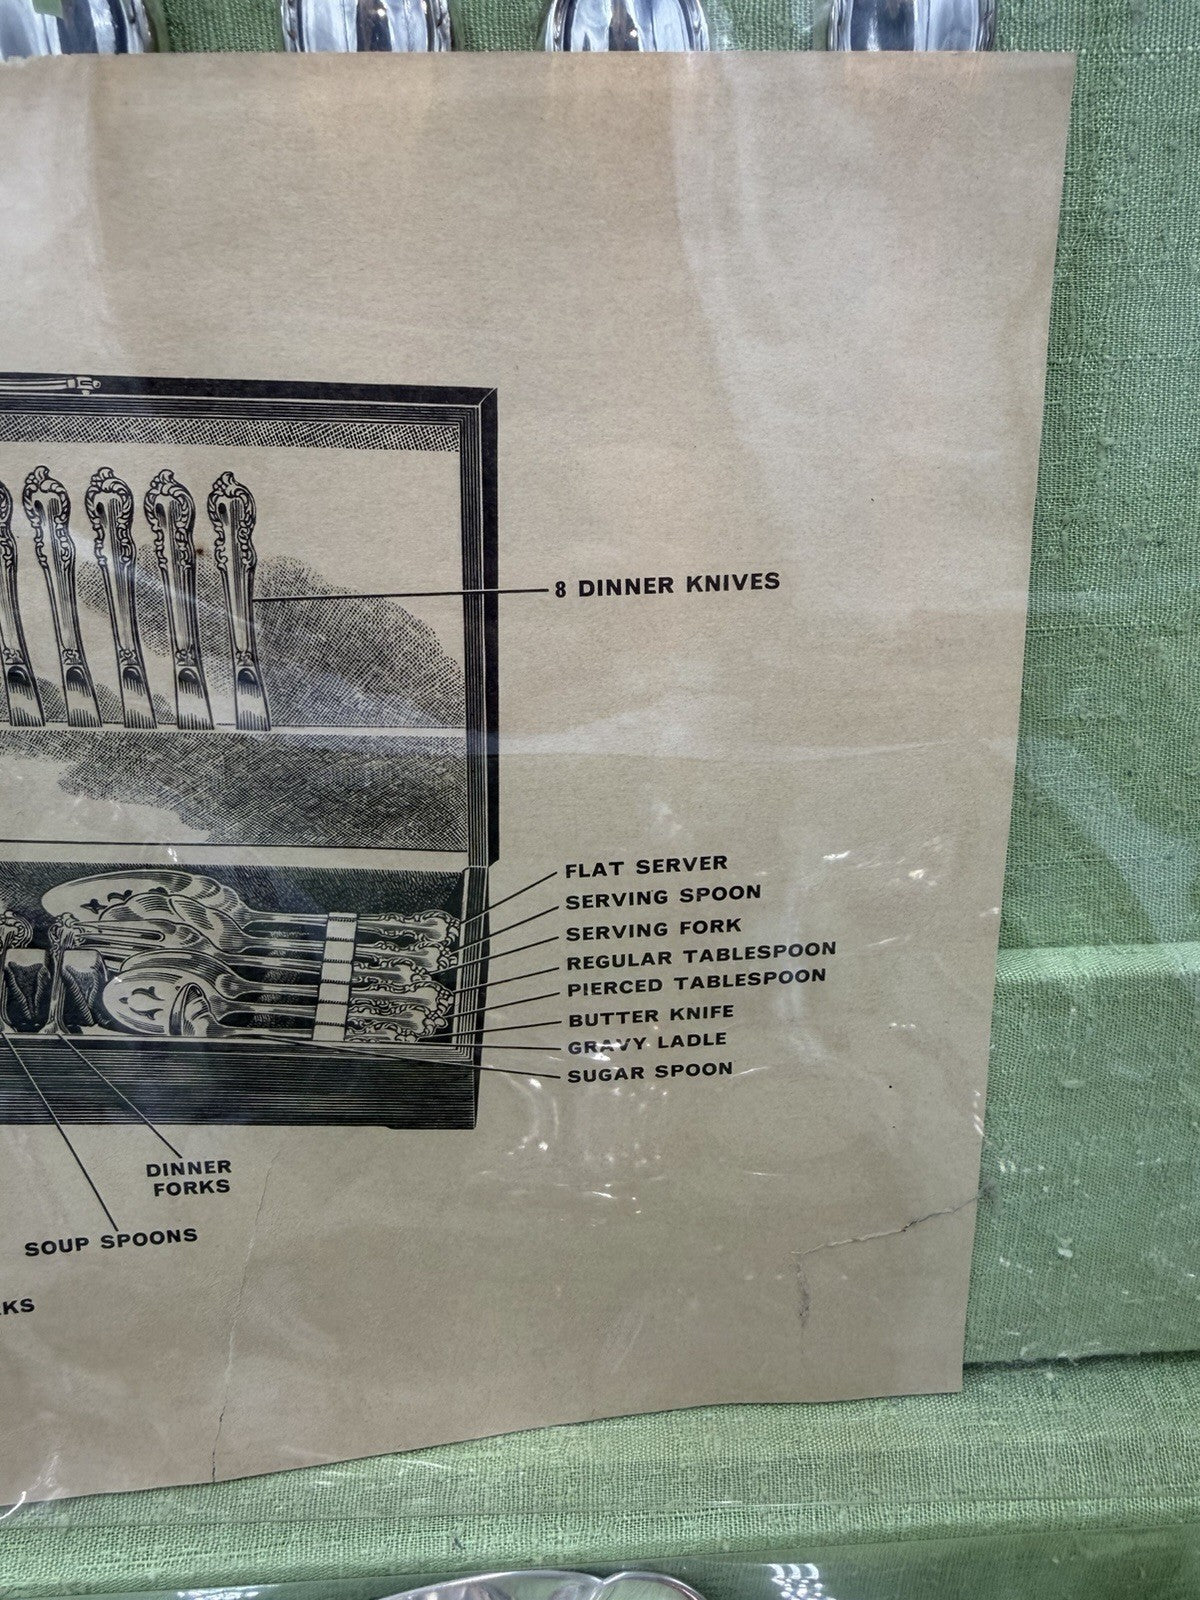 8 DINNER KNIVES
FLAT SERVER
SERVING SPOON
SERVING FORK
REGULAR TABLESPOON
PIERCED TABLESPOON
BUTTER KNIFE
GRAVY LADLE
SUGAR SPOON
DINNER
FORKS
SOUP SPOONS